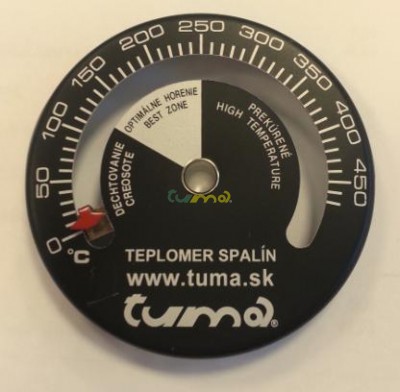 0 50 100 150 200 250 300 350 400 450
°C
DECHTOVANIE
CREOSOTE
OPTIMÁLNE HORENIE
BEST ZONE
PREKÚRENÉ
HIGH TEMPERATURE
tuma
TEPLOMER SPALÍN
www.tuma.sk
tuma®